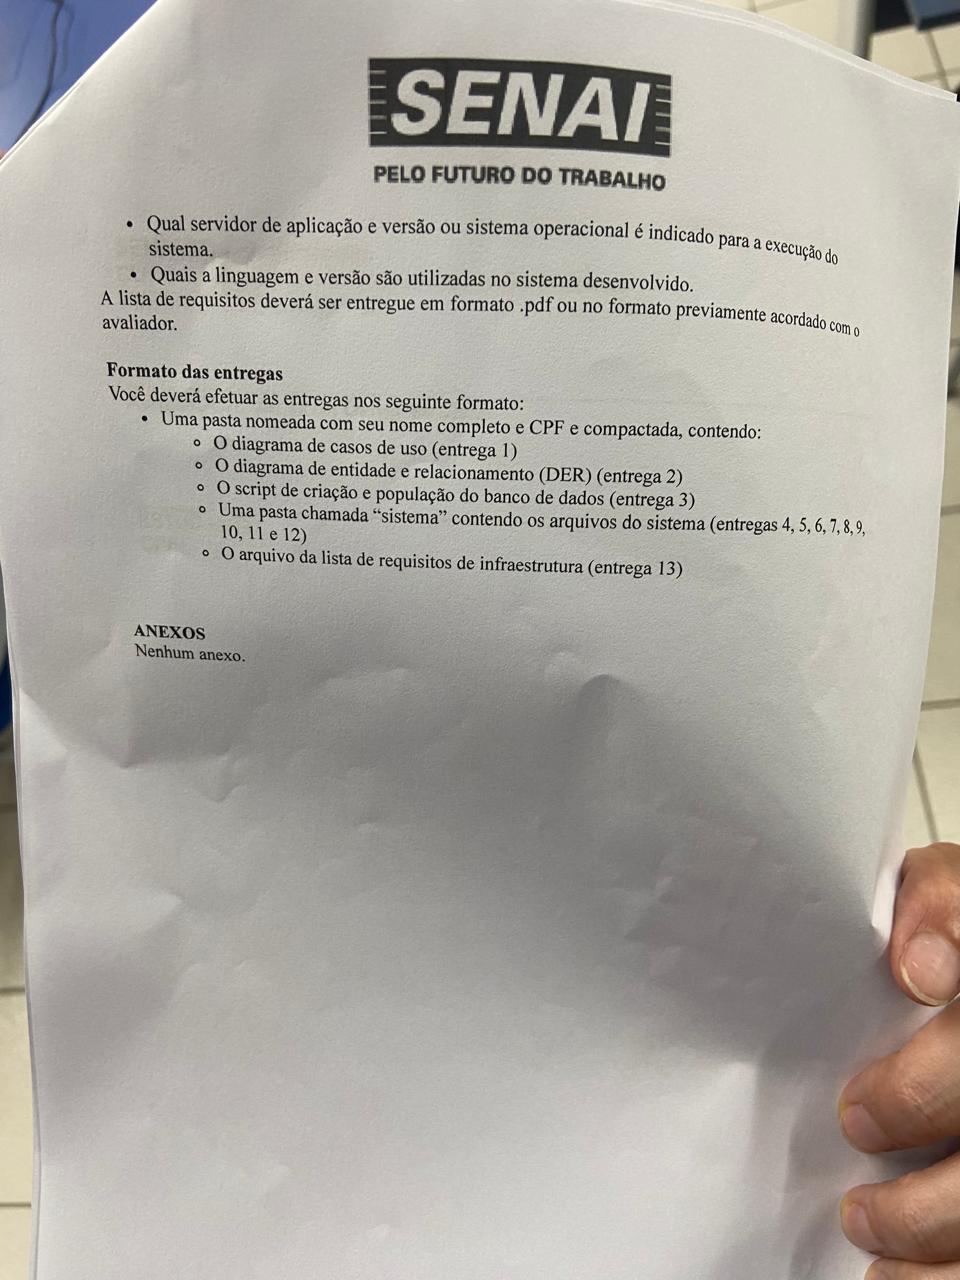 SENAI
PELO FUTURO DO TRABALHO
• Qual servidor de aplicação e versão ou sistema operacional é indicado para a execução do
sistema.
• Quais a linguagem e versão são utilizadas no sistema desenvolvido.
A lista de requisitos deverá ser entregue em formato .pdf ou no formato previamente acordado com o
avaliador.
Formato das entregas
Você deverá efetuar as entregas nos seguinte formato:
• Uma pasta nomeada com seu nome completo e CPF e compactada, contendo:
o O diagrama de casos de uso (entrega 1)
o O diagrama de entidade e relacionamento (DER) (entrega 2)
o O script de criação e população do banco de dados (entrega 3)
o Uma pasta chamada “sistema” contendo os arquivos do sistema (entregas 4, 5, 6, 7, 8, 9,
10, 11 e 12)
o O arquivo da lista de requisitos de infraestrutura (entrega 13)
ANEXOS
Nenhum anexo.